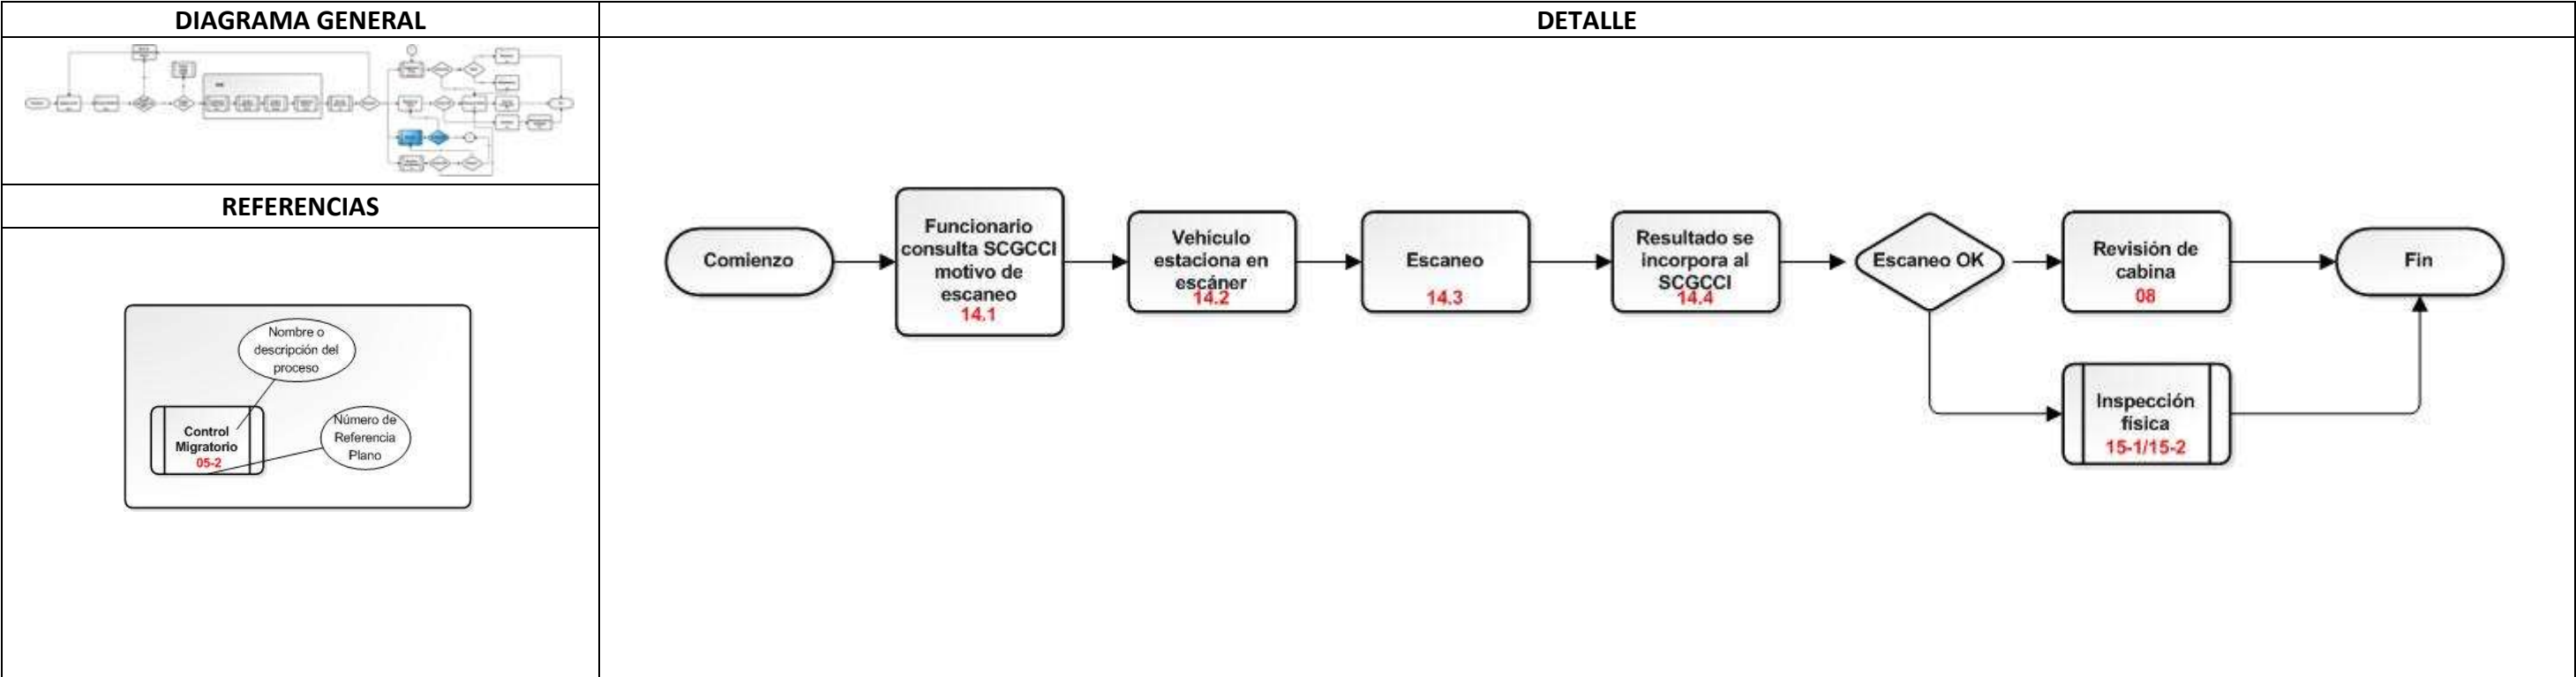 DIAGRAMA GENERAL
DETALLE
REFERENCIAS
Nombre o
descripción del
proceso
Control
Migratorio
05-2
Número de
Referencia
Plano
Comienzo
Funcionario
consulta SCGCCI
motivo de
escaneo
14.1
Vehículo
estaciona en
escáner
14.2
Escaneo
14.3
Resultado se
incorpora al
SCGCCI
14.4
Escaneo OK
Revisión de
cabina
08
Fin
Inspección
física
15-1/15-2